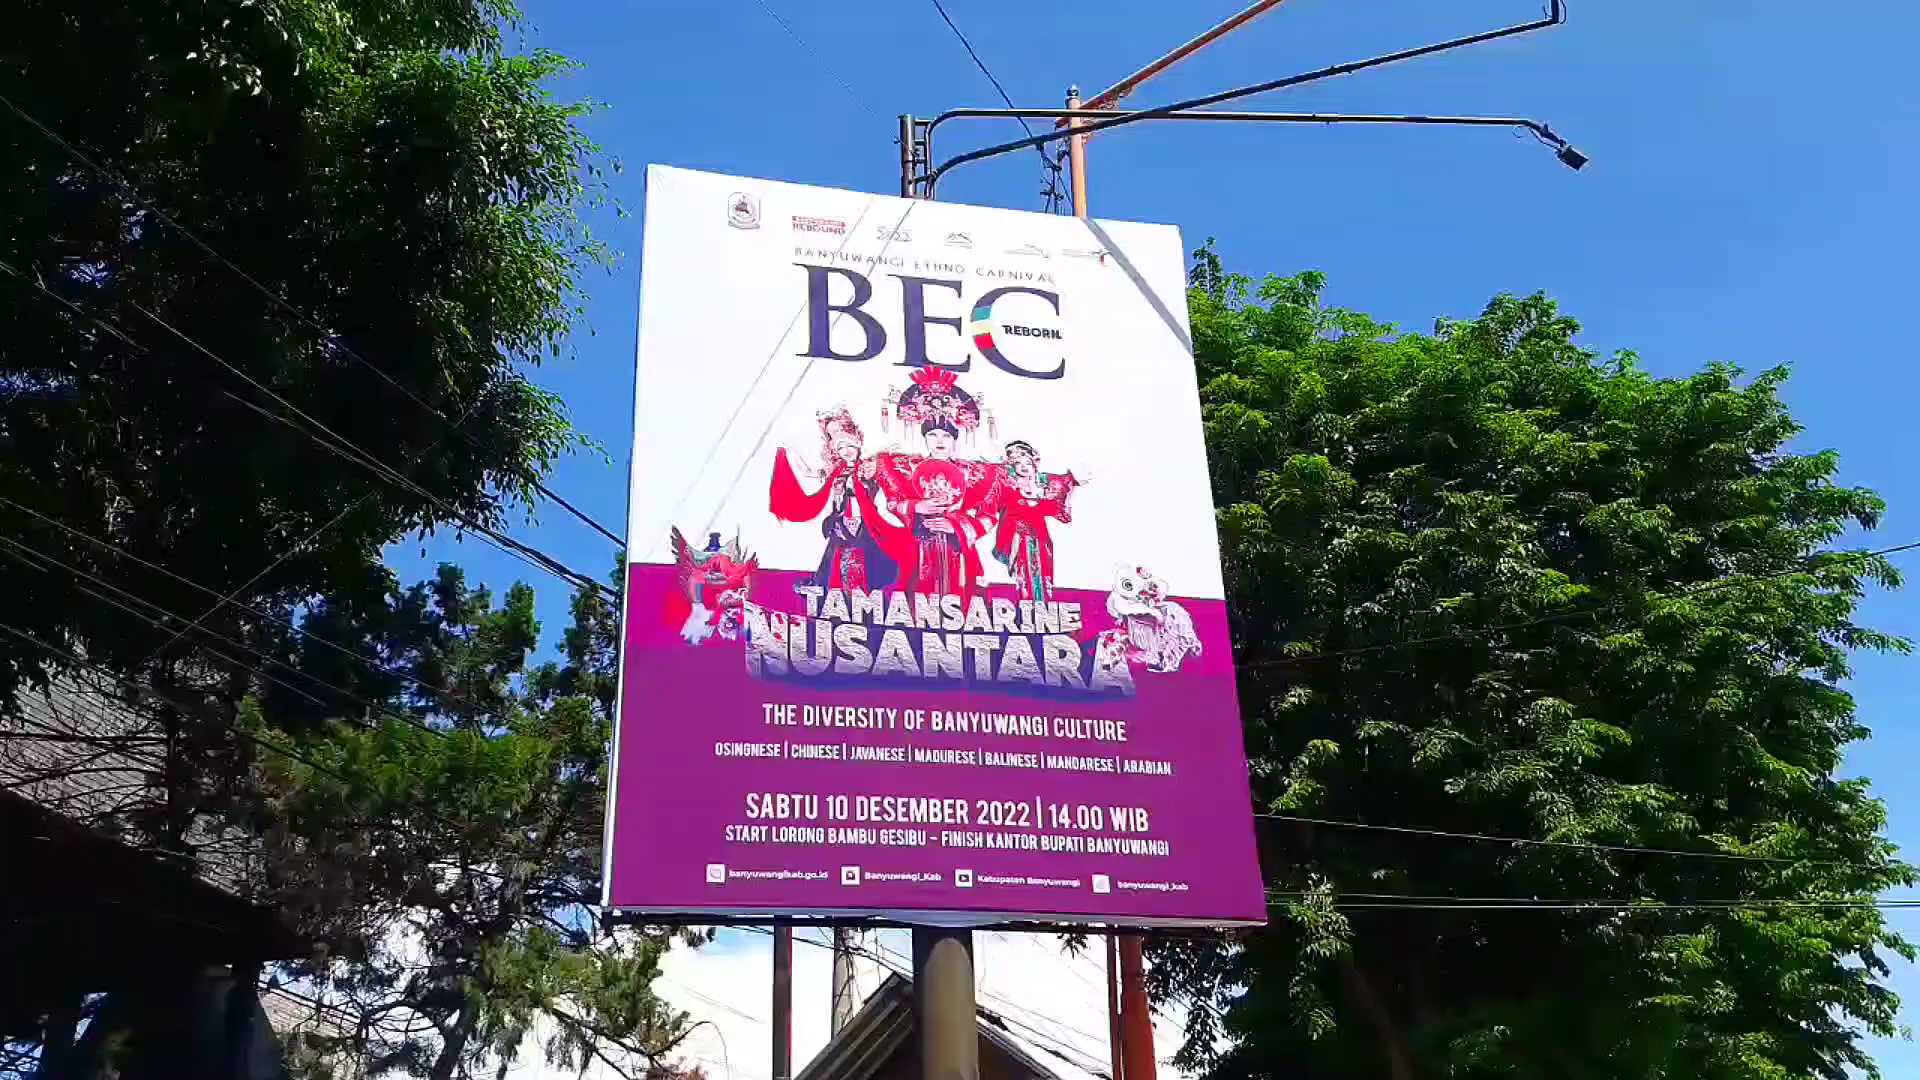 REBOUND
BANYUWANGI ETHNO CARNIVAL
BEC
REBORN
TAMANSARINE
NUSANTARA
THE DIVERSITY OF BANYUWANGI CULTURE
OSINGNESE | CHINESE | JAVANESE | MADURESE | BALINESE | MANDARESE | ARABIAN
SABTU 10 DESEMBER 2022 | 14.00 WIB
START LORONG BAMBU GESIBU - FINISH KANTOR BUPATI BANYUWANGI
banyuwangikab.go.id Banyuwangi_Kab Kabupaten Banyuwangi banyuwangi_kab